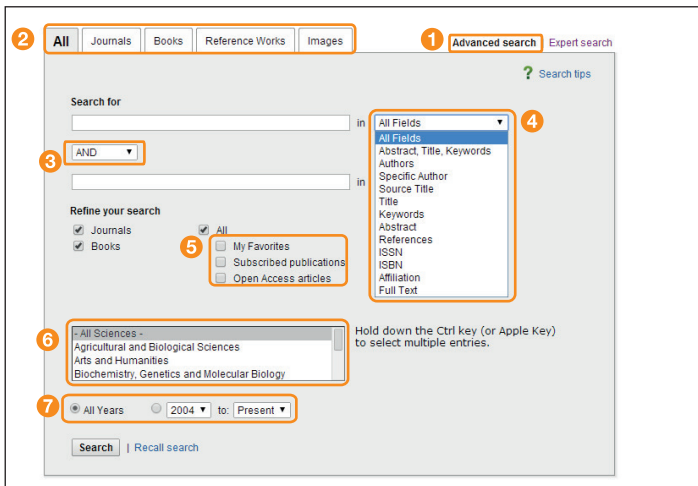 2 All Journals Books Reference Works Images 1 Advanced search Expert search
? Search tips
Search for
in All Fields 4
All Fields
3 AND
Abstract, Title, Keywords
Authors
in Specific Author
Source Title
Title
Refine your search
Keywords
Journals All
Abstract
Books 5 My Favorites
References
Subscribed publications
ISSN
Open Access articles
ISBN
Affiliation
Full Text
6 - All Sciences -
Agricultural and Biological Sciences
Arts and Humanities
Biochemistry, Genetics and Molecular Biology
Hold down the Ctrl key (or Apple Key)
to select multiple entries.
7 All Years 2004 to: Present
Search | Recall search